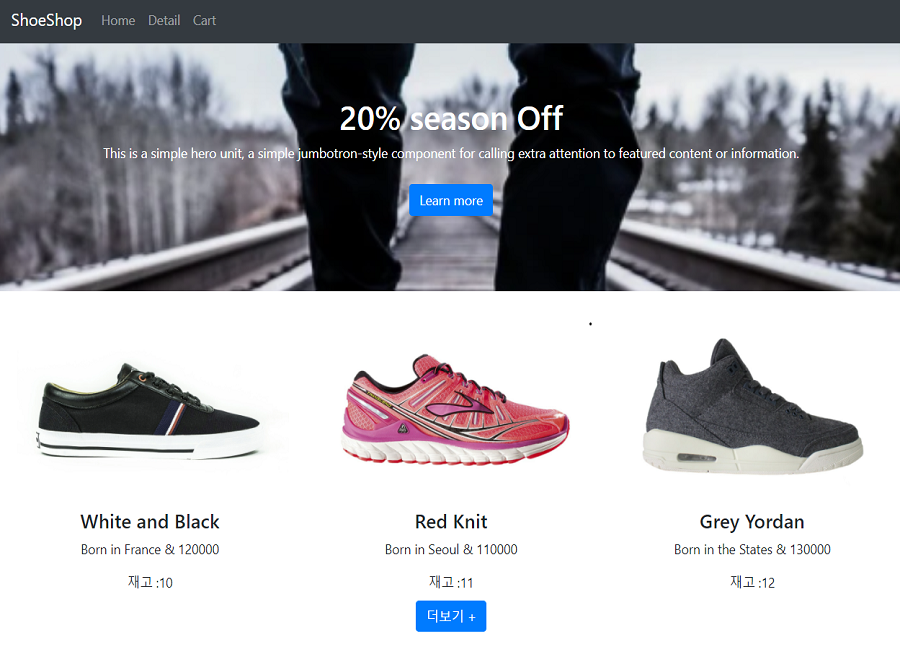 ShoeShop Home Detail Cart
20% season Off
This is a simple hero unit, a simple jumbotron-style component for calling extra attention to featured content or information.
Learn more
White and Black
Born in France & 120000
재고 :10
Red Knit
Born in Seoul & 110000
재고 :11
Grey Yordan
Born in the States & 130000
재고 :12
더보기 +